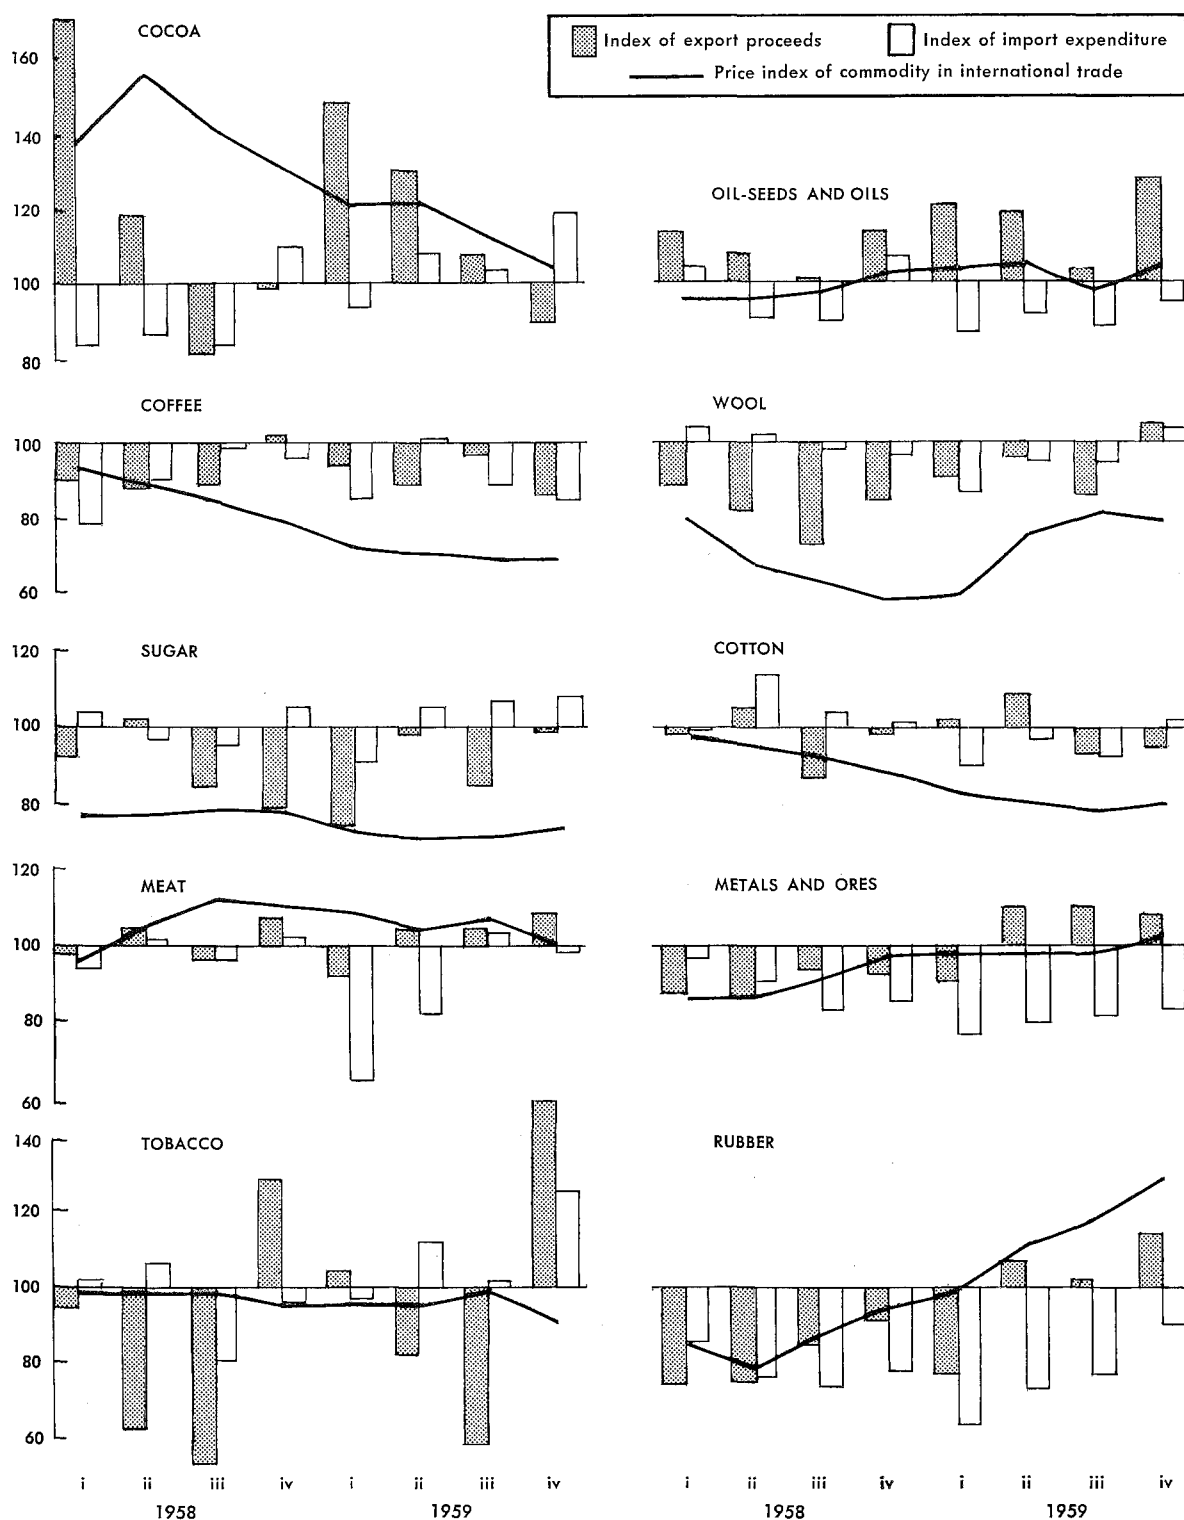 COCOA
Index of export proceeds
Index of import expenditure
Price index of commodity in international trade
160
140
120
100
80
OIL-SEEDS AND OILS
COFFEE
100
80
60
WOOL
SUGAR
120
100
80
COTTON
MEAT
120
100
80
60
METALS AND ORES
TOBACCO
140
120
100
80
60
RUBBER
i ii iii iv i ii iii iv
1958 1959
i ii iii iv i ii iii iv
1958 1959